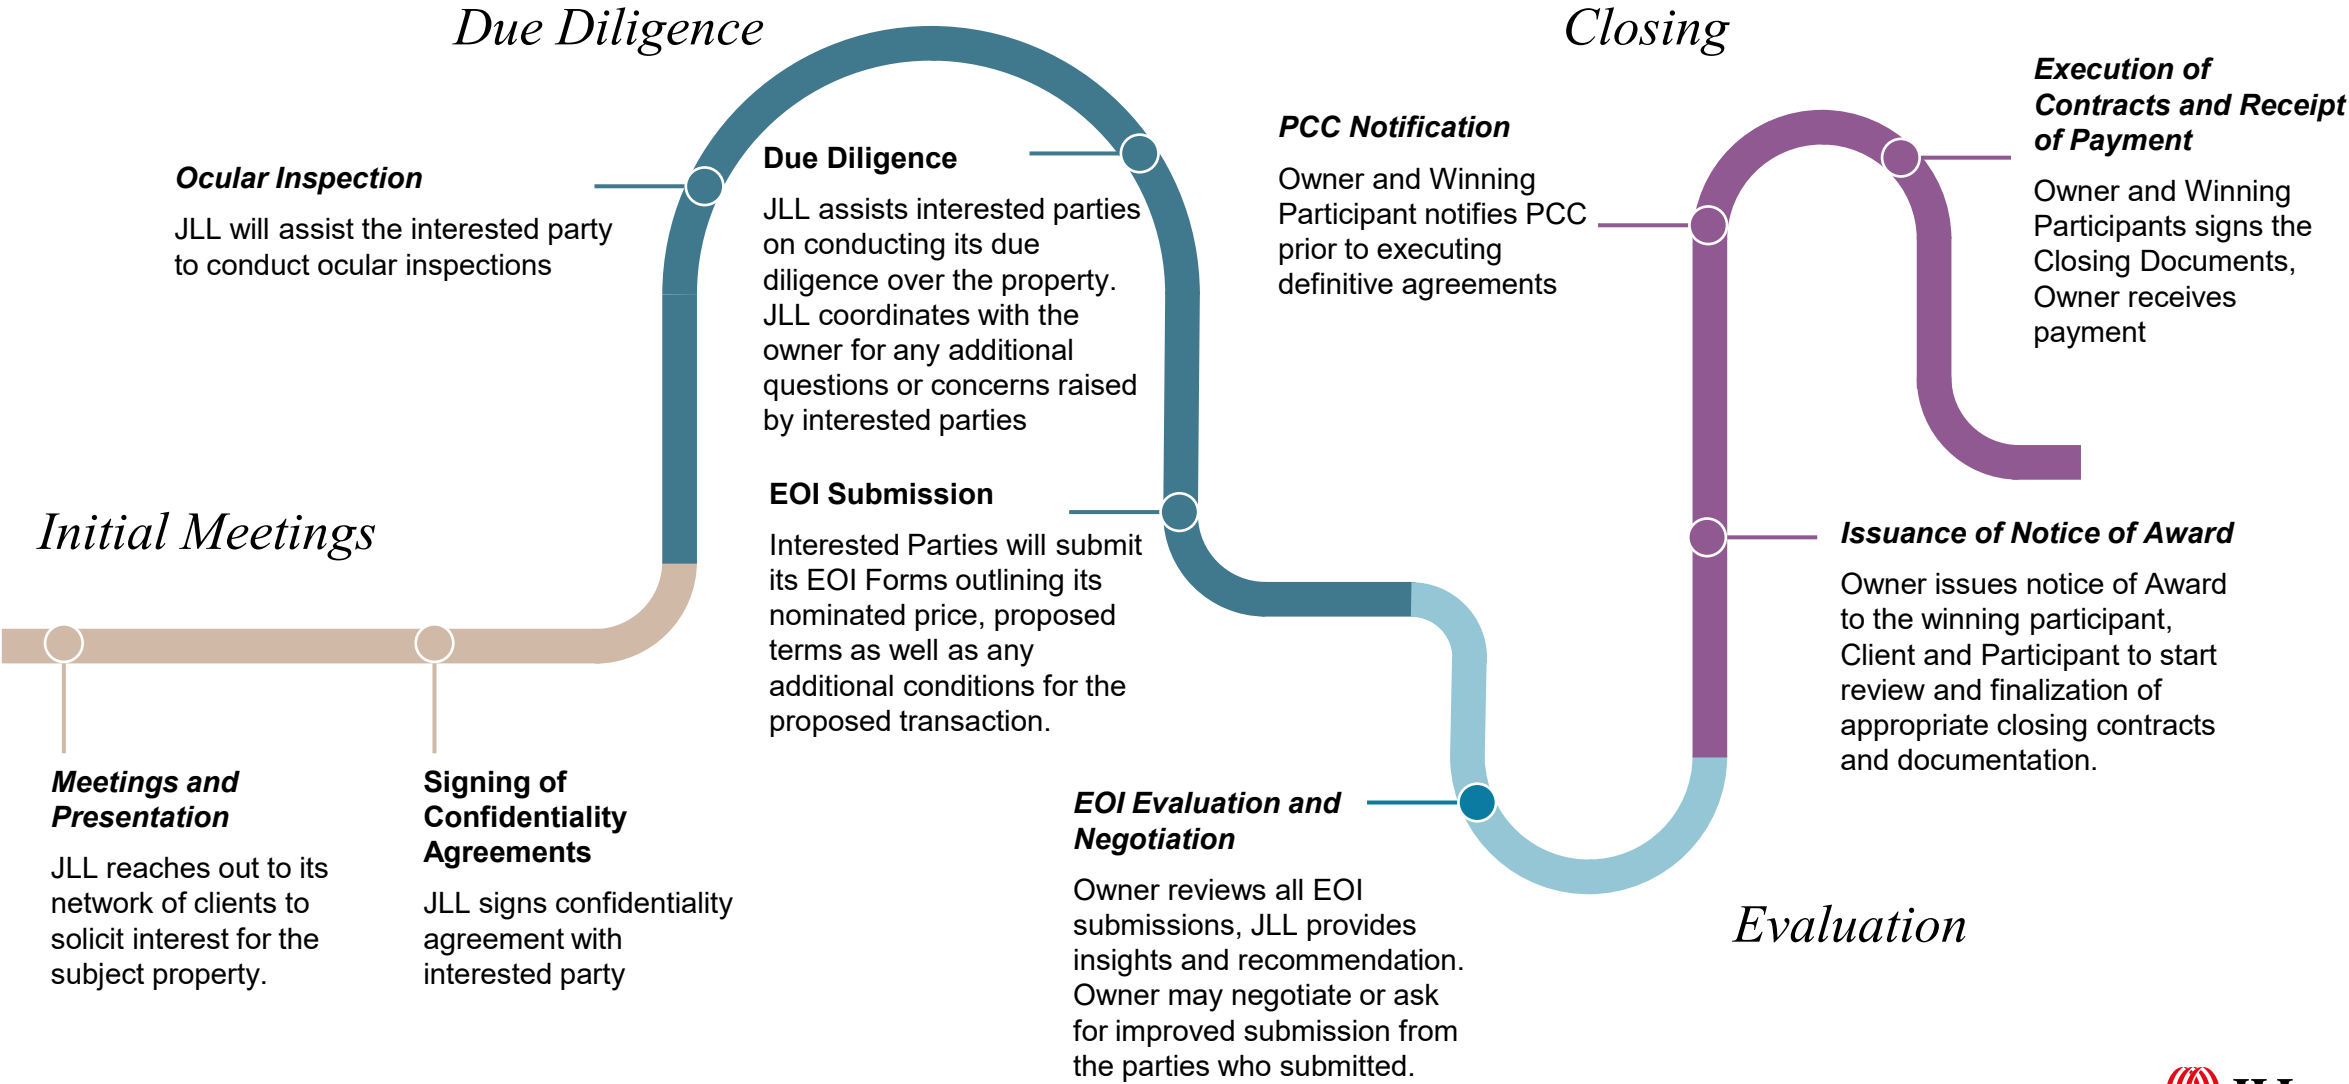 Due Diligence
Closing
Initial Meetings
Evaluation
Meetings and
Presentation
JLL reaches out to its
network of clients to
solicit interest for the
subject property.
Signing of
Confidentiality
Agreements
JLL signs confidentiality
agreement with
interested party
Ocular Inspection
JLL will assist the interested party
to conduct ocular inspections
Due Diligence
JLL assists interested parties
on conducting its due
diligence over the property.
JLL coordinates with the
owner for any additional
questions or concerns raised
by interested parties
EOI Submission
Interested Parties will submit
its EOI Forms outlining its
nominated price, proposed
terms as well as any
additional conditions for the
proposed transaction.
EOI Evaluation and
Negotiation
Owner reviews all EOI
submissions, JLL provides
insights and recommendation.
Owner may negotiate or ask
for improved submission from
the parties who submitted.
Issuance of Notice of Award
Owner issues notice of Award
to the winning participant,
Client and Participant to start
review and finalization of
appropriate closing contracts
and documentation.
PCC Notification
Owner and Winning
Participant notifies PCC
prior to executing
definitive agreements
Execution of
Contracts and Receipt
of Payment
Owner and Winning
Participants signs the
Closing Documents,
Owner receives
payment